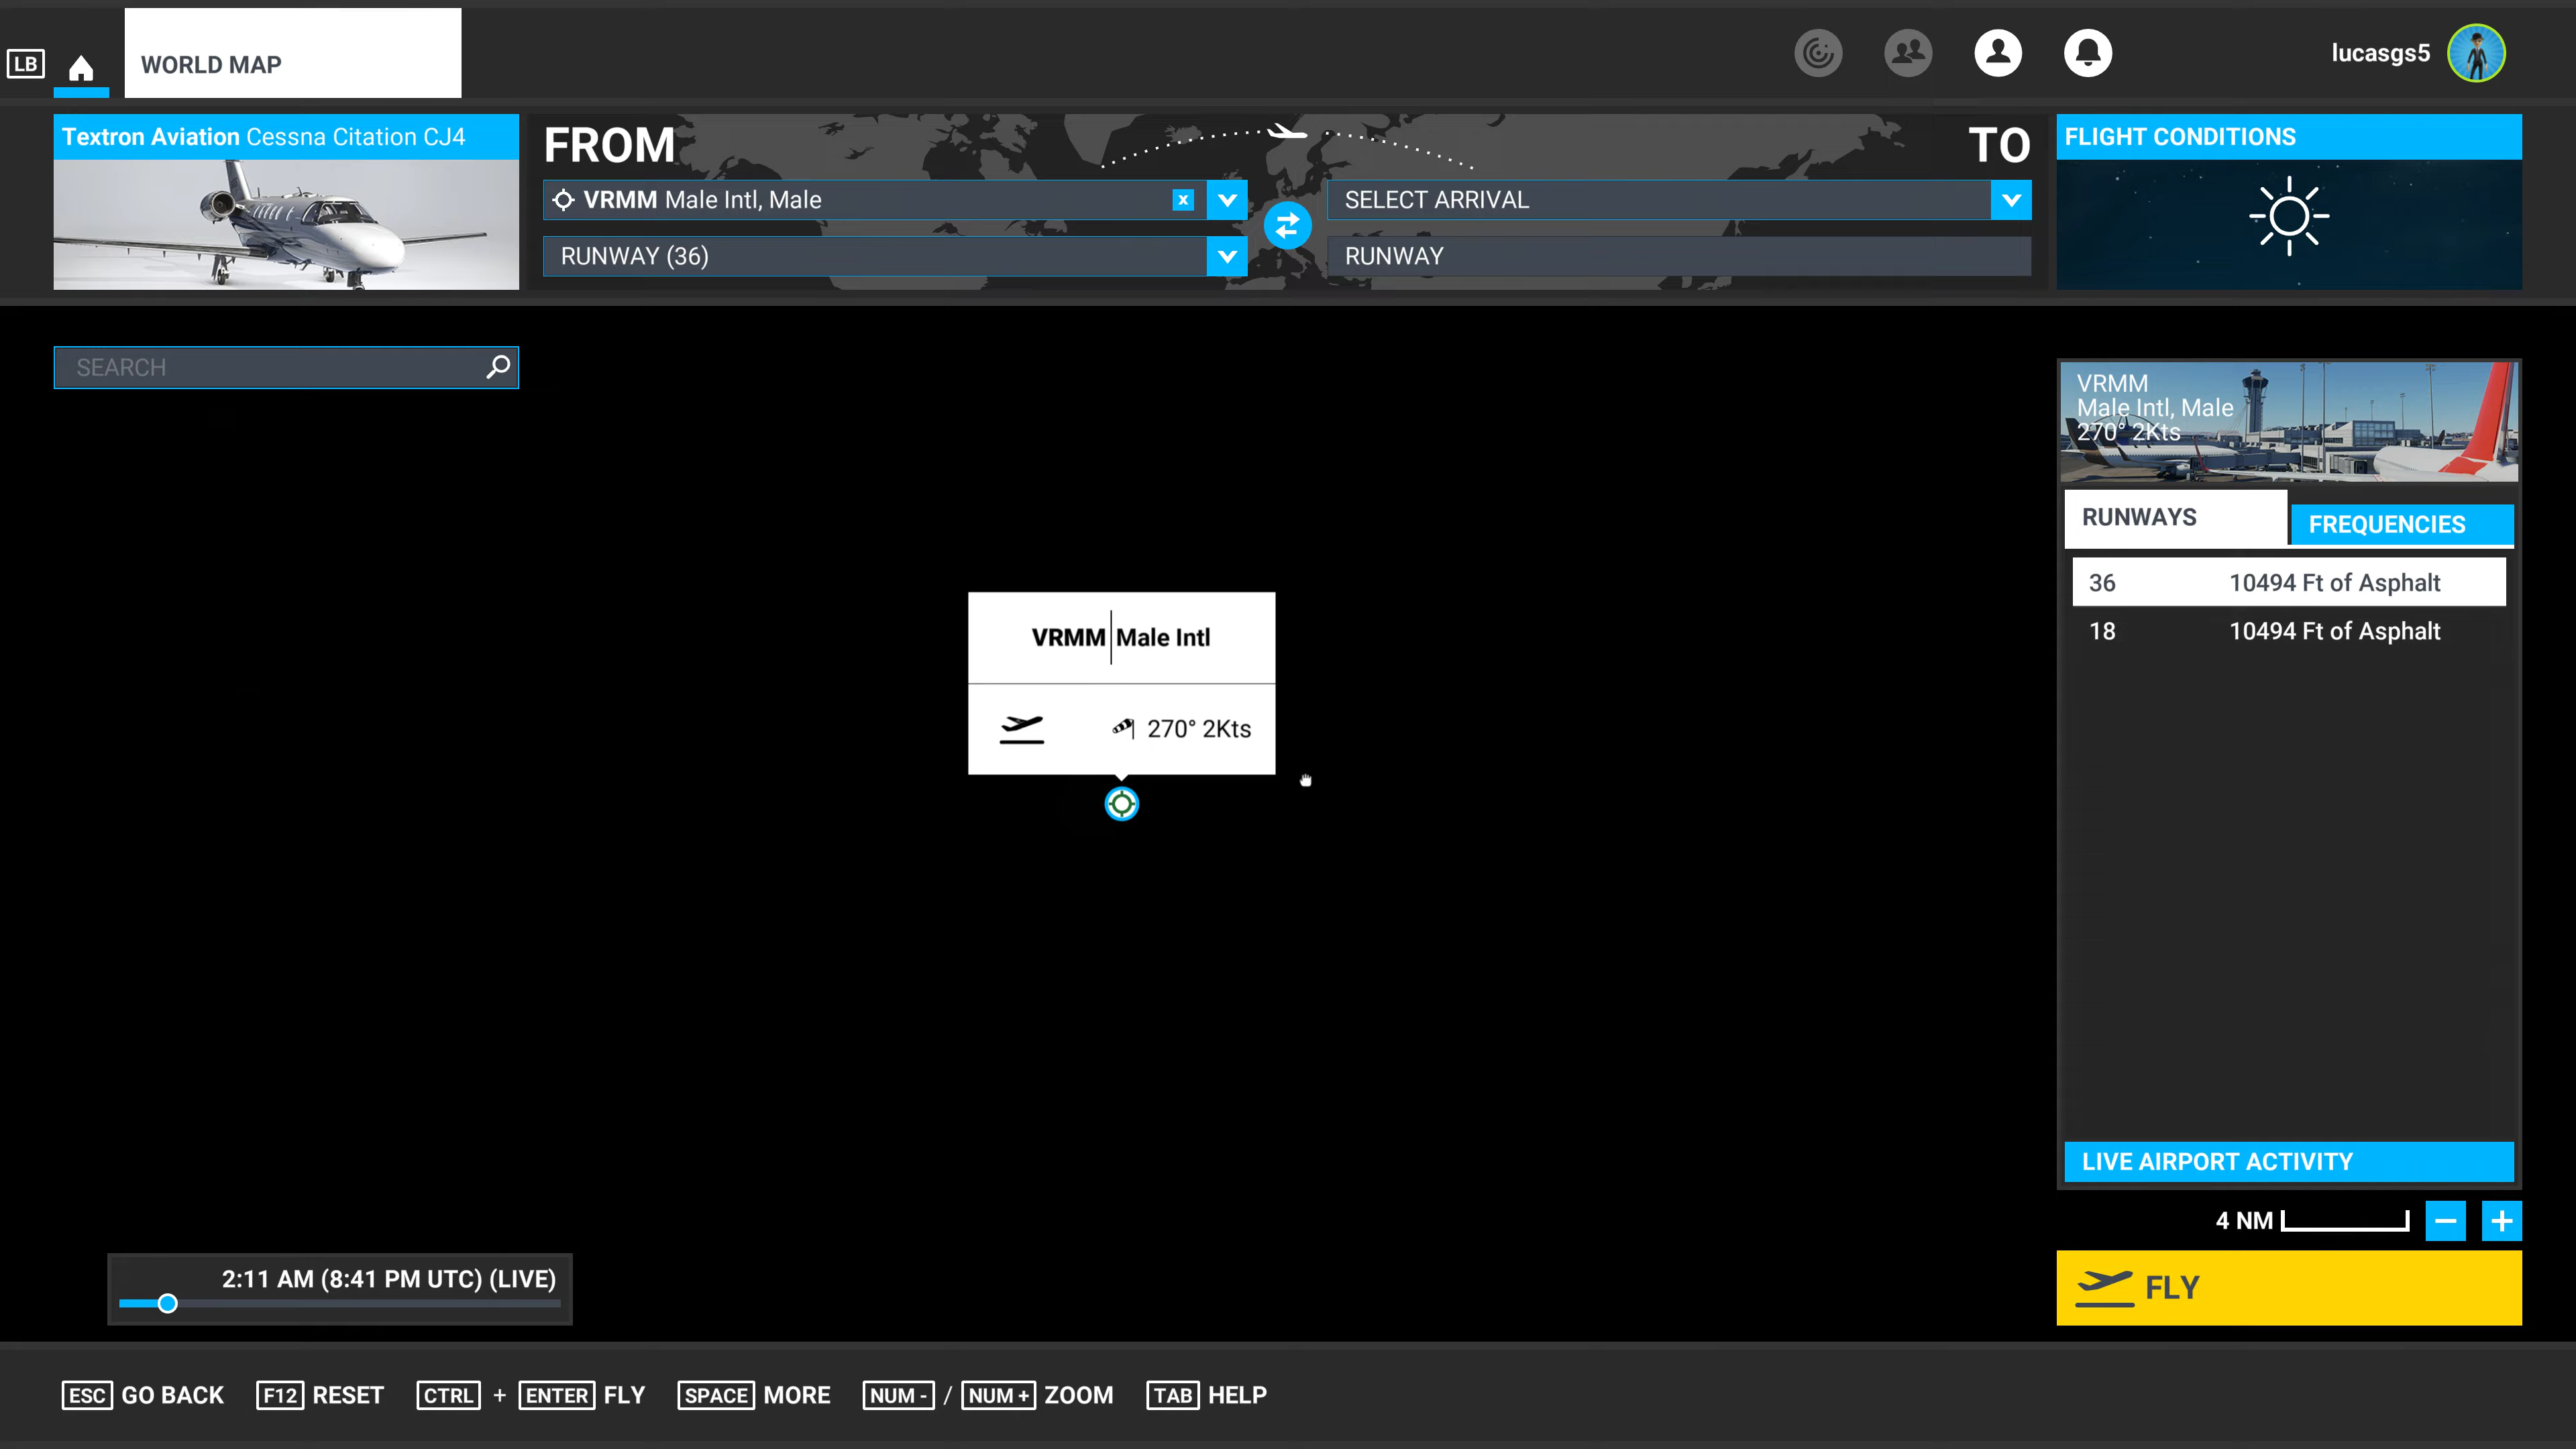 LB
WORLD MAP
lucasgs5
Textron Aviation Cessna Citation CJ4
FROM
TO
FLIGHT CONDITIONS
VRMM Male Intl, Male
x
SELECT ARRIVAL
RUNWAY (36)
RUNWAY
SEARCH
VRMM
Male Intl, Male
270° 2Kts
RUNWAYS
FREQUENCIES
36 10494 Ft of Asphalt
18 10494 Ft of Asphalt
VRMM Male Intl
270° 2Kts
LIVE AIRPORT ACTIVITY
4 NM
2:11 AM (8:41 PM UTC) (LIVE)
FLY
ESC GO BACK F12 RESET CTRL + ENTER FLY SPACE MORE NUM - / NUM + ZOOM TAB HELP